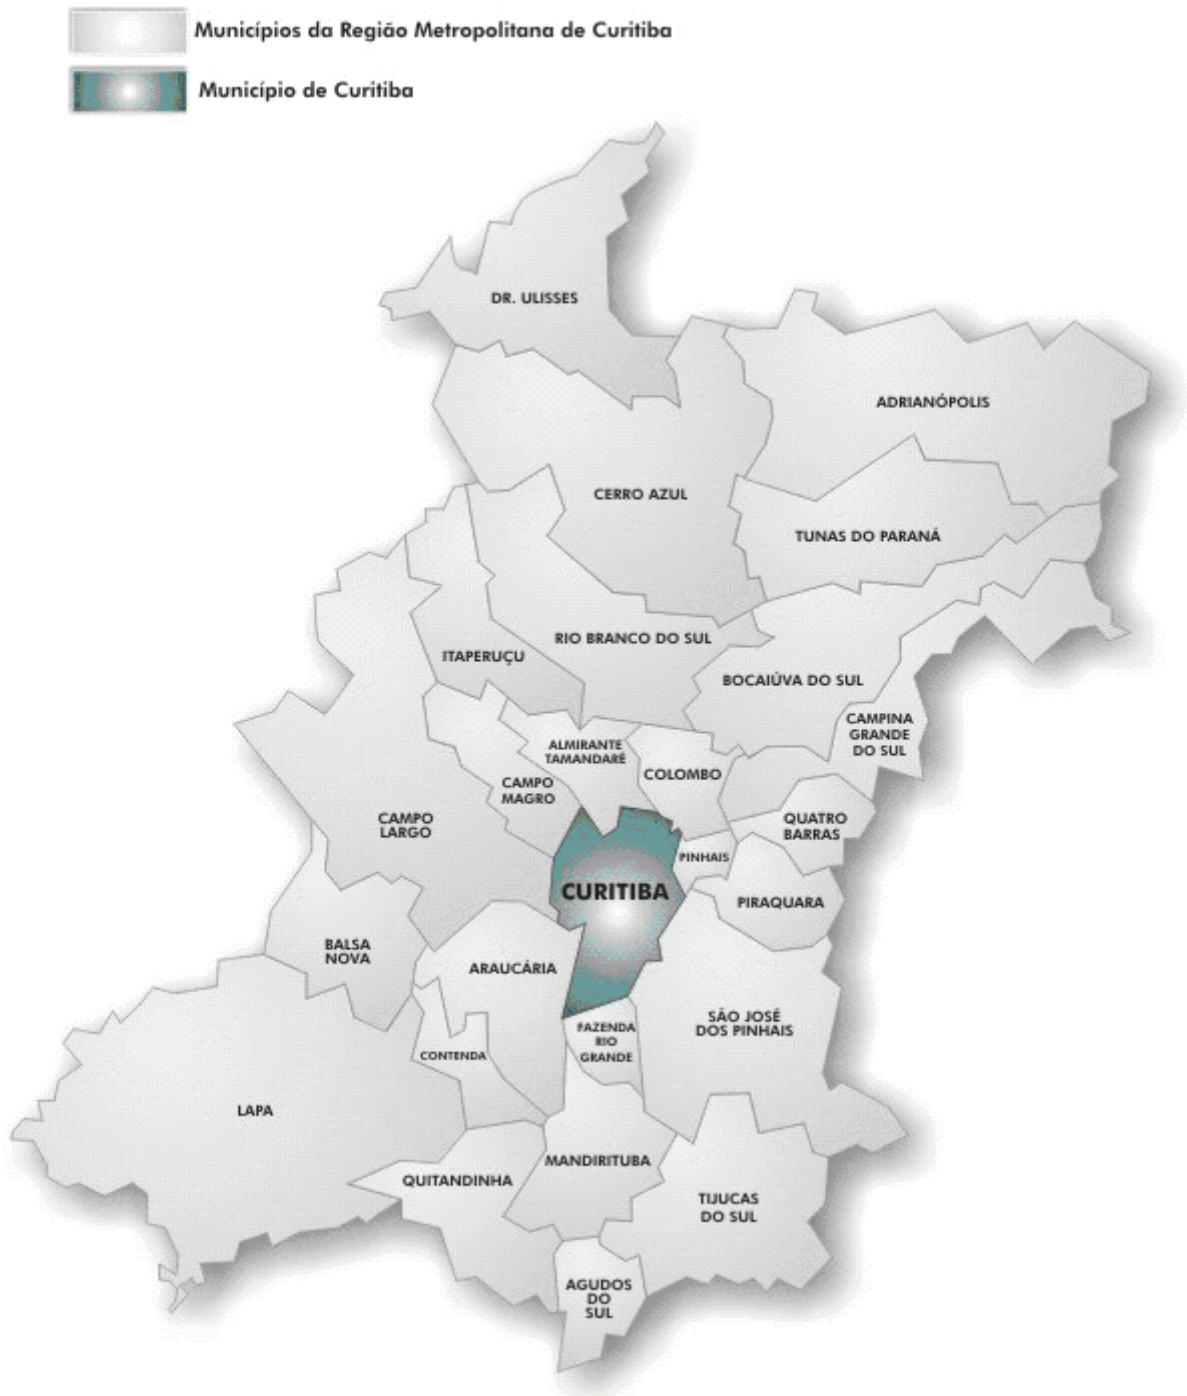 Municípios da Região Metropolitana de Curitiba
Município de Curitiba
DR. ULISSES
ADRIANÓPOLIS
CERRO AZUL
TUNAS DO PARANÁ
RIO BRANCO DO SUL
ITAPERUÇU
BOCAIÚVA DO SUL
CAMPINA
GRANDE
DO SUL
ALMIRANTE
TAMANDARÉ
COLOMBO
CAMPO
MAGRO
CAMPO
LARGO
QUATRO
BARRAS
PINHAIS
CURITIBA
PIRAQUARA
BALSA
NOVA
ARAUCÁRIA
SÃO JOSÉ
DOS PINHAIS
FAZENDA
RIO
GRANDE
CONTENDA
LAPA
MANDIRITUBA
QUITANDINHA
TIJUCAS
DO SUL
AGUDOS
DO
SUL